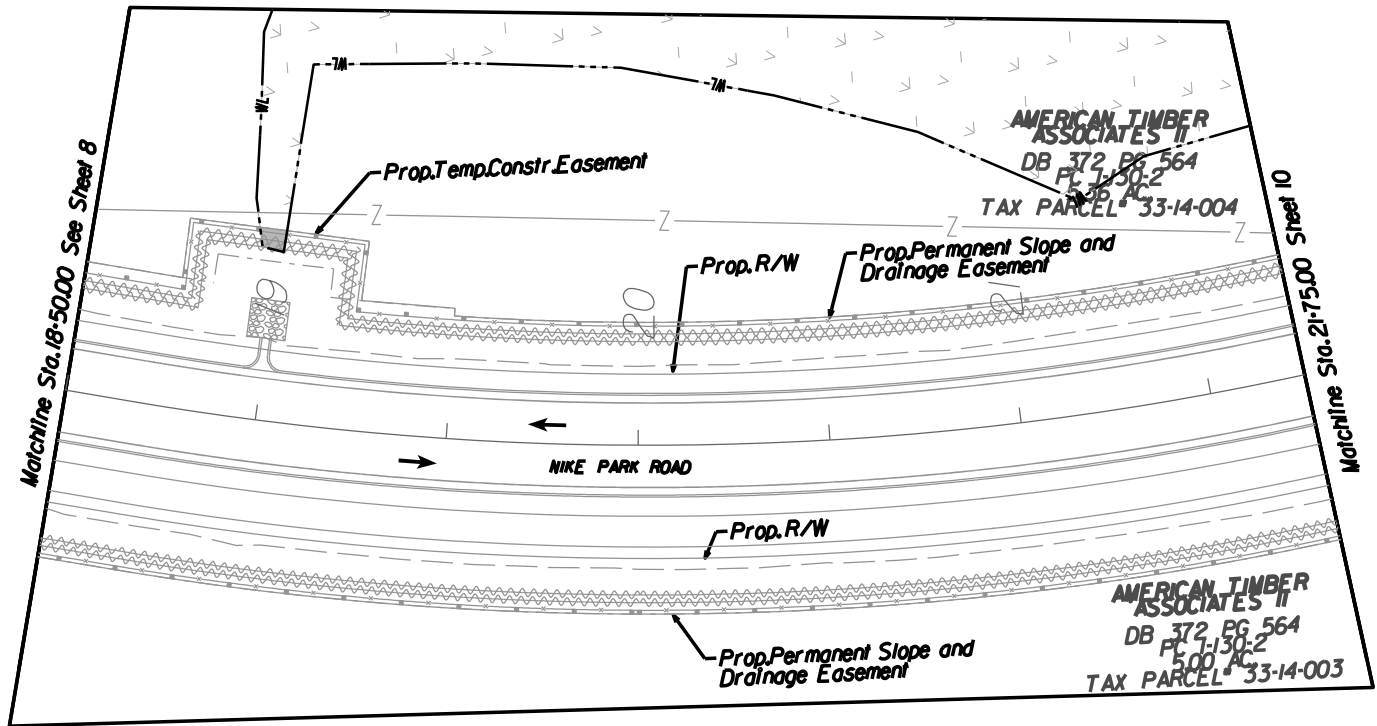 WL
WL
WL
AMERICAN TIMBER
ASSOCIATES II
DB 372 PG 564
PC 1-130-2
5.36 AC.
TAX PARCEL# 33-14-004
Prop.Temp.Constr.Easement
Matchline Sta.18+50.00 See Sheet 8
Z Z Z Z
Prop.Permanent Slope and
Drainage Easement
Prop.R/W
20
21
Matchline Sta.21+75.00 Sheet 10
NIKE PARK ROAD
Prop.R/W
AMERICAN TIMBER
ASSOCIATES II
DB 372 PG 564
PC 1-130-2
5.00 AC.
TAX PARCEL# 33-14-003
Prop.Permanent Slope and
Drainage Easement